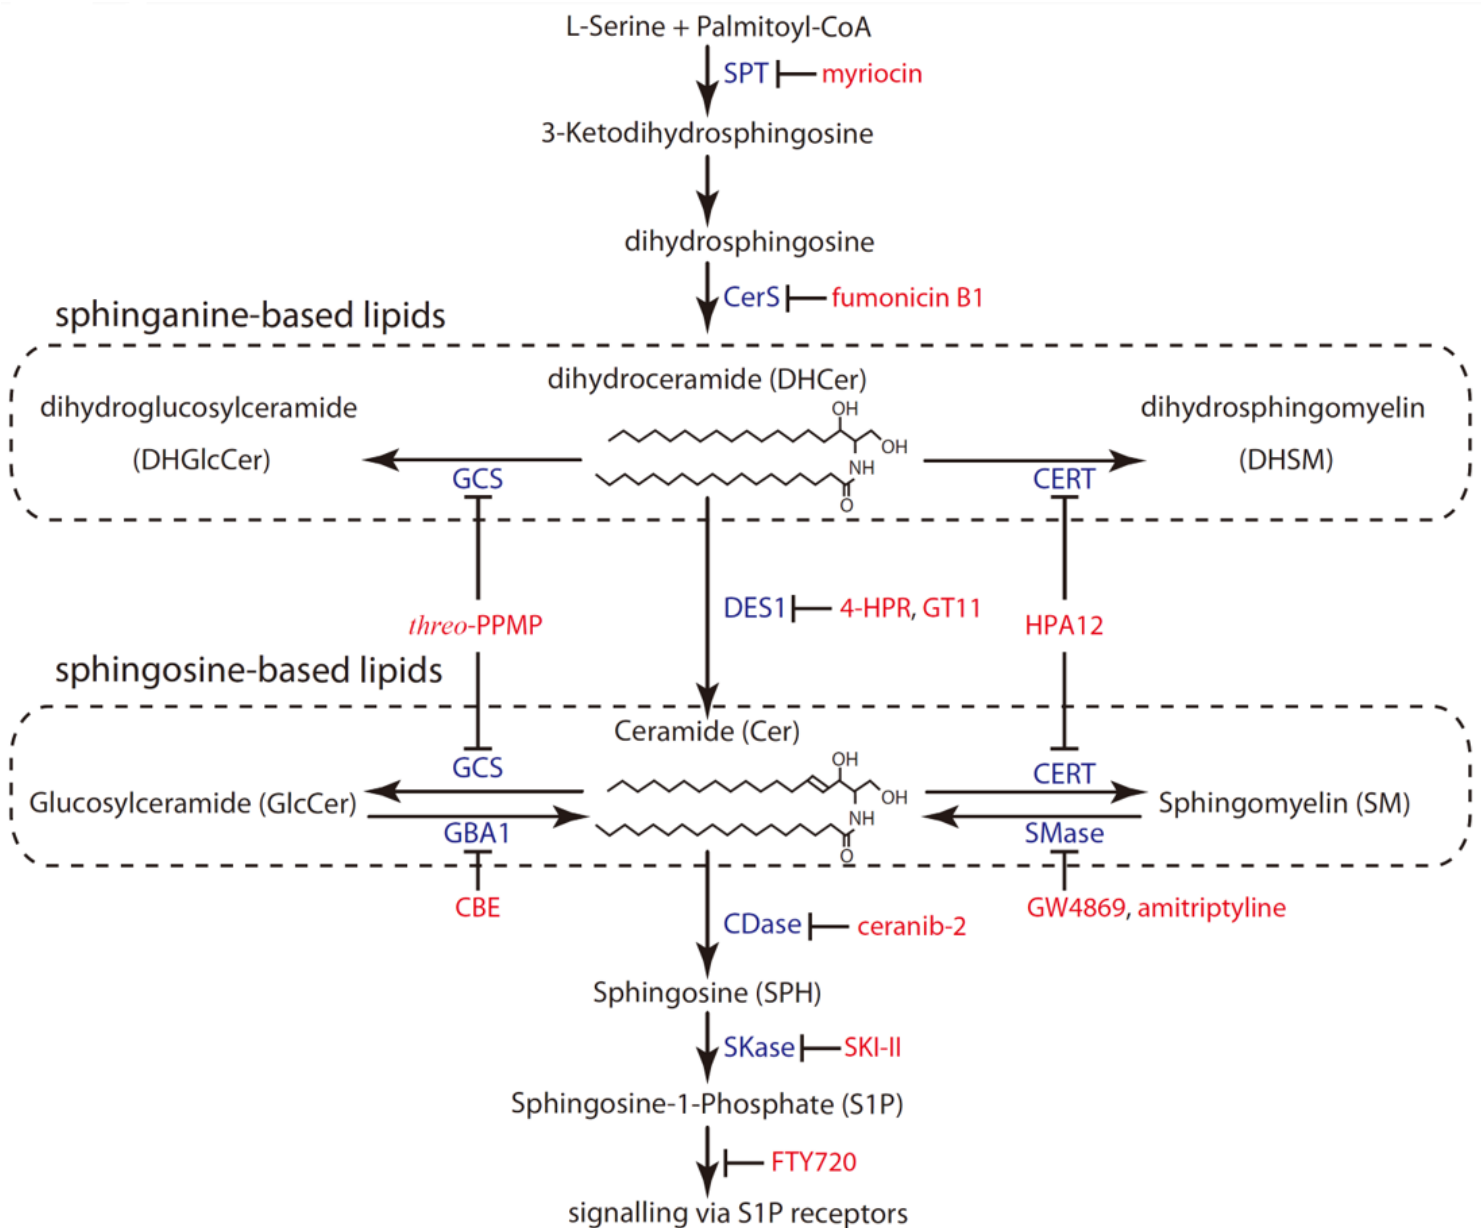 L-Serine + Palmitoyl-CoA
SPT myriocin
3-Ketodihydrosphingosine
dihydrosphingosine
CerS fumonicin B1
sphinganine-based lipids
dihydroceramide (DHCer)
dihydroglucosylceramide
(DHGlcCer)
OH
OH
NH
O
dihydrosphingomyelin
(DHSM)
GCS
CERT
DES1 4-HPR, GT11
threo-PPMP
HPA12
sphingosine-based lipids
Ceramide (Cer)
GCS
OH
OH
NH
O
CERT
Glucosylceramide (GlcCer)
Sphingomyelin (SM)
GBA1
SMase
CBE
GW4869, amitriptyline
CDase ceranib-2
Sphingosine (SPH)
SKase SKI-II
Sphingosine-1-Phosphate (S1P)
FTY720
signalling via S1P receptors